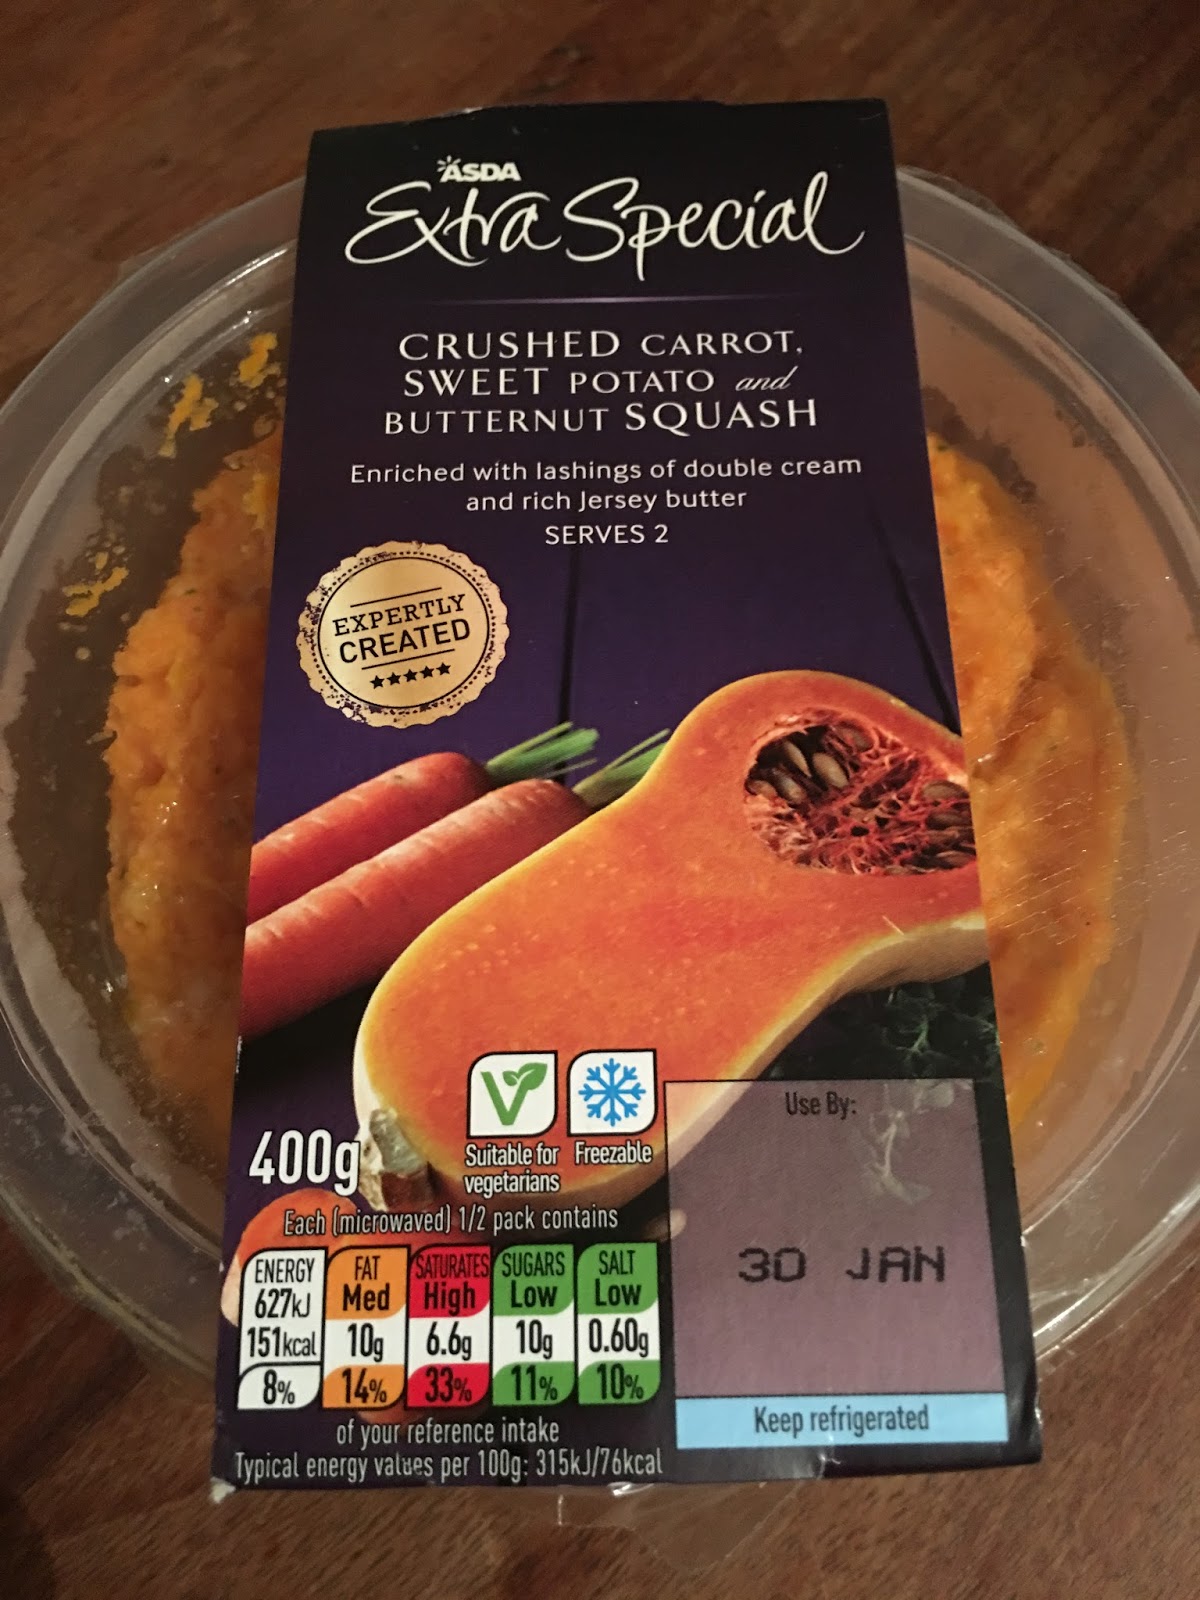 ASDA
Extra Special
CRUSHED CARROT,
SWEET POTATO and
BUTTERNUT SQUASH
Enriched with lashings of double cream
and rich Jersey butter
SERVES 2
EXPERTLY
CREATED
400g
Suitable for
vegetarians
Freezable
Each (microwaved) 1/2 pack contains
ENERGY
627kJ
151kcal
8%
FAT
Med
10g
14%
SATURATES
High
6.6g
33%
SUGARS
Low
10g
11%
SALT
Low
0.60g
10%
of your reference intake
Typical energy values per 100g: 315kJ/76kcal
Use By:
30 JAN
Keep refrigerated